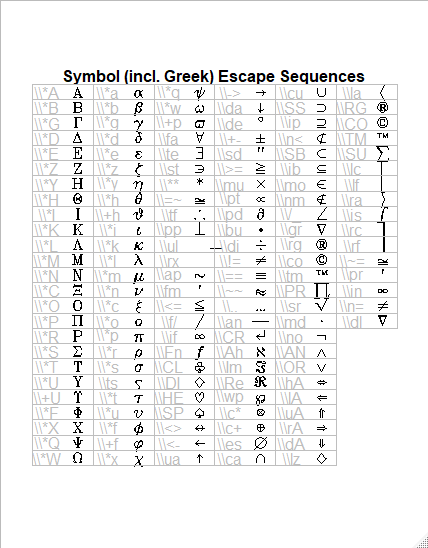 Symbol (incl. Greek) Escape Sequences
\\*A Α \\*a α \\*q ψ \\-> → \\cu ∪ \\la 〈
\\*B Β \\*b β \\*w ω \\da ↓ \\SS ⊃ \\RG ®
\\*G Γ \\*g γ \\+p ϖ \\de ° \\ip ⊇ \\CO ©
\\*D Δ \\*d δ \\fa ∀ \\+- ± \\n< ⊄ \\TM ™
\\*E Ε \\*e ε \\te ∃ \\sd " \\SB ⊂ \\SU ∑
\\*Z Ζ \\*z ζ \\st ∋ \\>= ≥ \\ib ⊆ \\lc ⌈
\\*Y Η \\*y η \\** * \\mu × \\mo ∈ \\lf ⌊
\\*H Θ \\*h θ \\=~ ≅ \\pt ∝ \\nm ∉ \\ra 〉
\\*I Ι \\+h ϑ \\tf ∴ \\pd ∂ \\/_ ∠ \\is ∫
\\*K Κ \\*i ι \\pp ⊥ \\bu • \\gr ∇ \\rc ⌉
\\*L Λ \\*k κ \\ul _ \\di ÷ \\rg ® \\rf ⌋
\\*M Μ \\*l λ \\rx \\!= ≠ \\co © \\~= ≅
\\*N Ν \\*m μ \\ap ~ \\== ≡ \\tm ™ \\pr ′
\\*C Ξ \\*n ν \\fm ′ \\~~ ≈ \\PR ∏ \\in ∞
\\*O Ο \\*c ξ \\<= ≤ \\.. … \\sr √ \\n= ≠
\\*P Π \\*o ο \\f/ / \\an — \\md · \\dl ∇
\\*R Ρ \\*p π \\if ∞ \\CR ↵ \\no ¬
\\*S Σ \\*r ρ \\Fn ƒ \\Ah ℵ \\AN ∧
\\*T Τ \\*s σ \\CL ♣ \\Im ℑ \\OR ∨
\\*U Υ \\ts ς \\DI ♢ \\Re ℜ \\hA ⇔
\\+U ϒ \\*t τ \\HE ♡ \\wp ℘ \\lA ⇐
\\*F Φ \\*u υ \\SP ♠ \\c* ⊗ \\uA ⇑
\\*X Χ \\*f ϕ \\<> ↔ \\c+ ⊕ \\rA ⇒
\\*Q Ψ \\+f φ \\<- ← \\es ∅ \\dA ⇓
\\*W Ω \\*x χ \\ua ↑ \\ca ∩ \\lz ◊